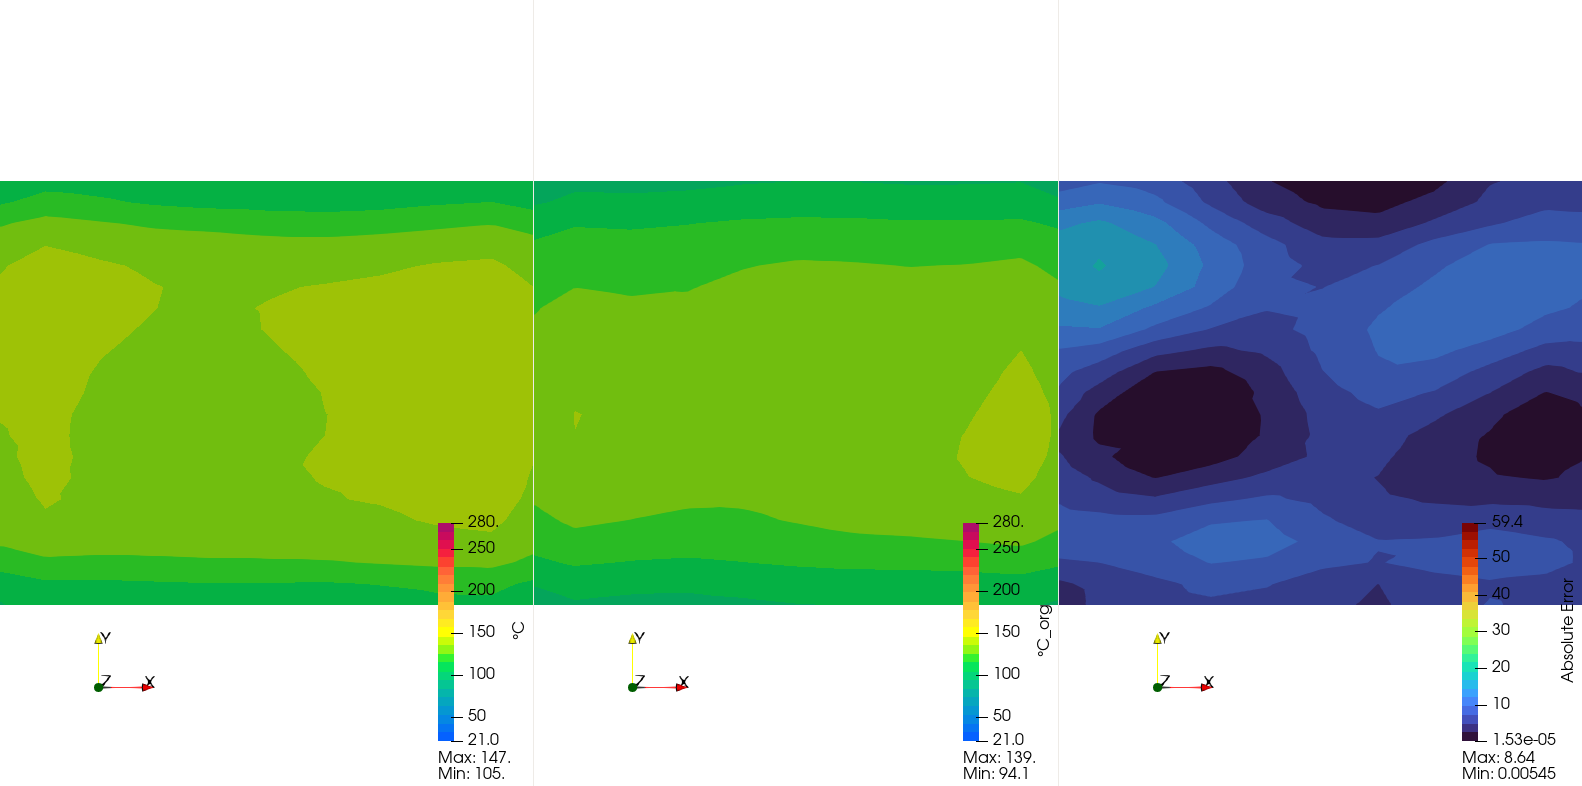 280.
250
200
150
100
50
21.0
°C
Max: 147.
Min: 105.
Y
Z
X
280.
250
200
150
100
50
21.0
°C_org
Max: 139.
Min: 94.1
Y
Z
X
59.4
50
40
30
20
10
1.53e-05
Absolute Error
Max: 8.64
Min: 0.00545
Y
Z
X